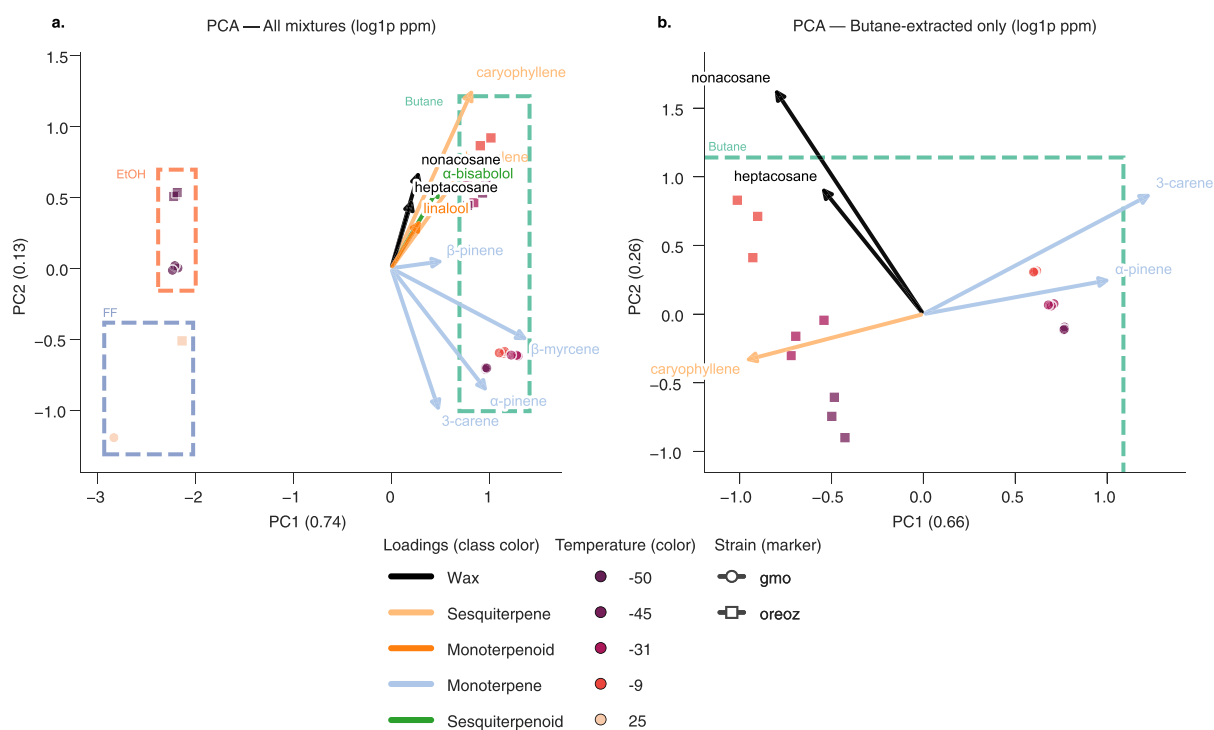 a.
PCA — All mixtures (log1p ppm)
1.5
1.0
0.5
0.0
−0.5
−1.0
PC2 (0.13)
−3
−2
−1
0
1
PC1 (0.74)
EtOH
FF
Butane
caryophyllene
nonacosane
α-bisabolol
heptacosane
linalool
β-pinene
β-myrcene
α-pinene
3-carene
b.
PCA — Butane-extracted only (log1p ppm)
1.5
1.0
0.5
0.0
−0.5
−1.0
PC2 (0.26)
−1.0
−0.5
0.0
0.5
1.0
PC1 (0.66)
Butane
nonacosane
heptacosane
3-carene
α-pinene
caryophyllene
Loadings (class color)
Wax
Sesquiterpene
Monoterpenoid
Monoterpene
Sesquiterpenoid
Temperature (color)
-50
-45
-31
-9
25
Strain (marker)
gmo
oreoz